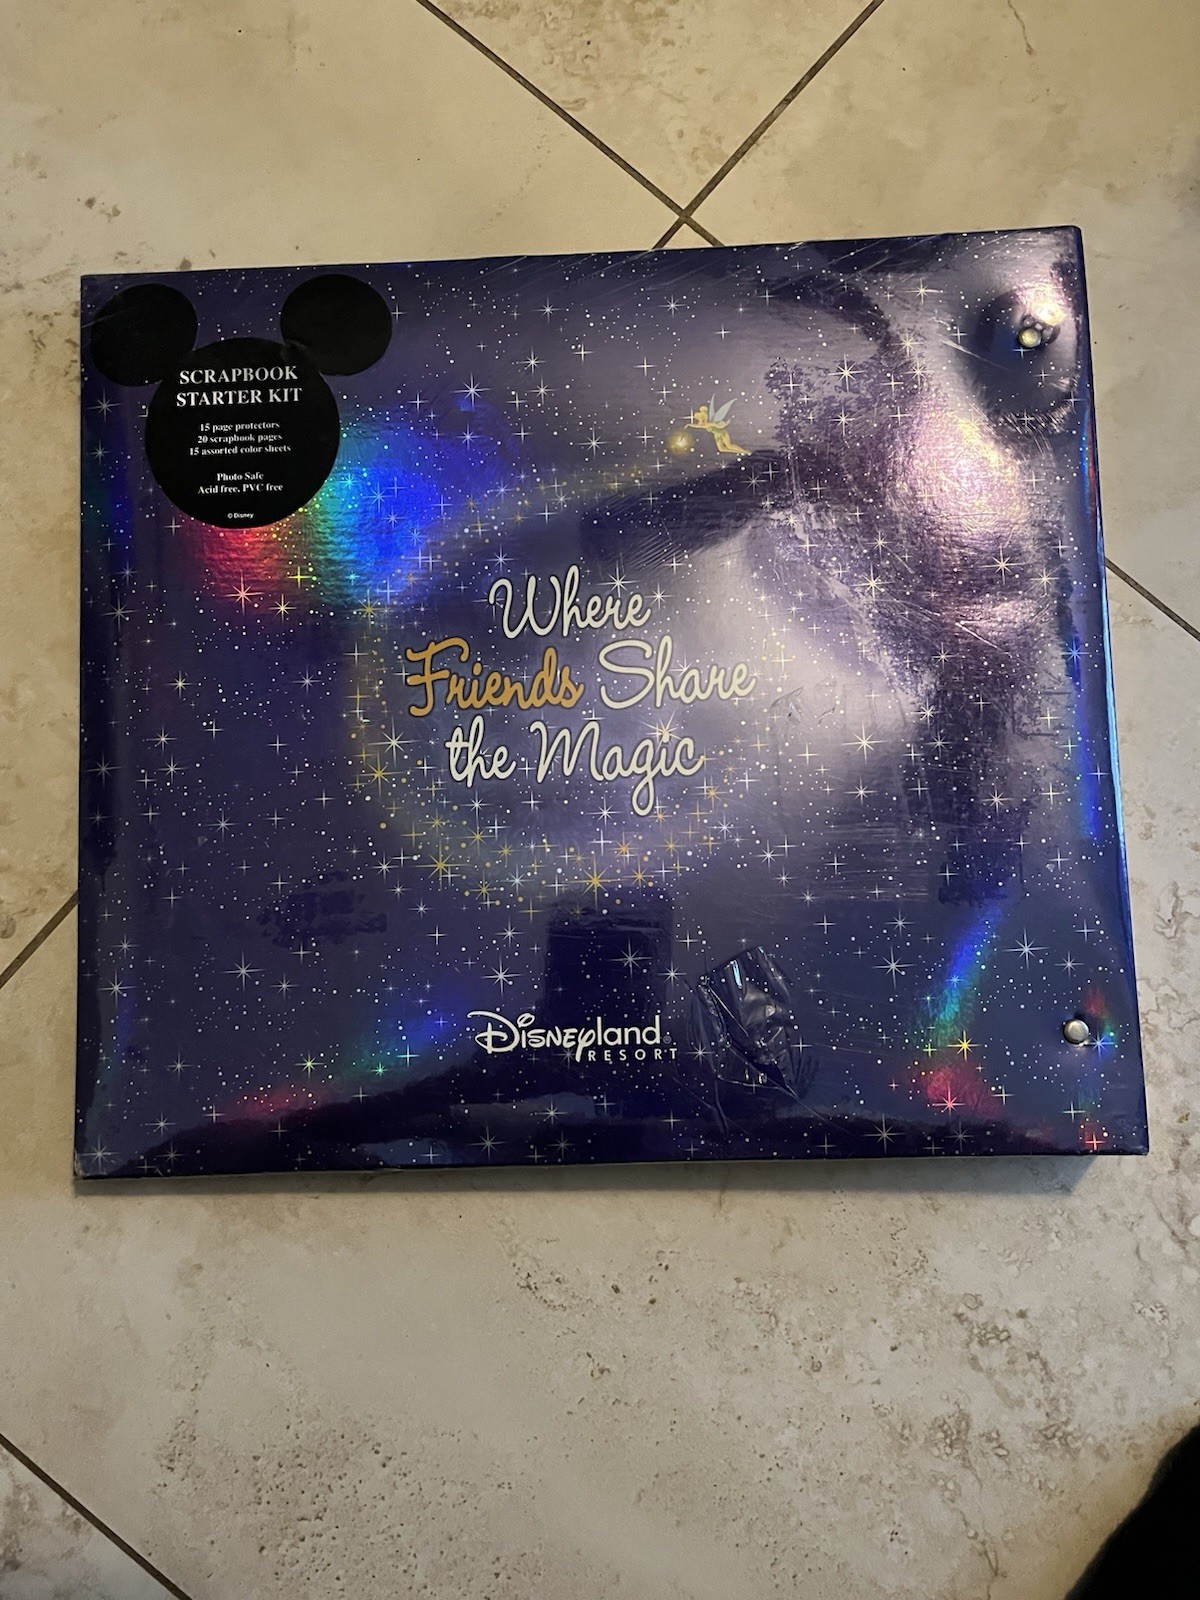 SCRAPBOOK
STARTER KIT
15 page protectors
20 scrapbook pages
15 assorted color sheets
Photo Safe
Acid free, PVC free
© Disney
Where
Friends Share
the Magic
Disneyland®
RESORT